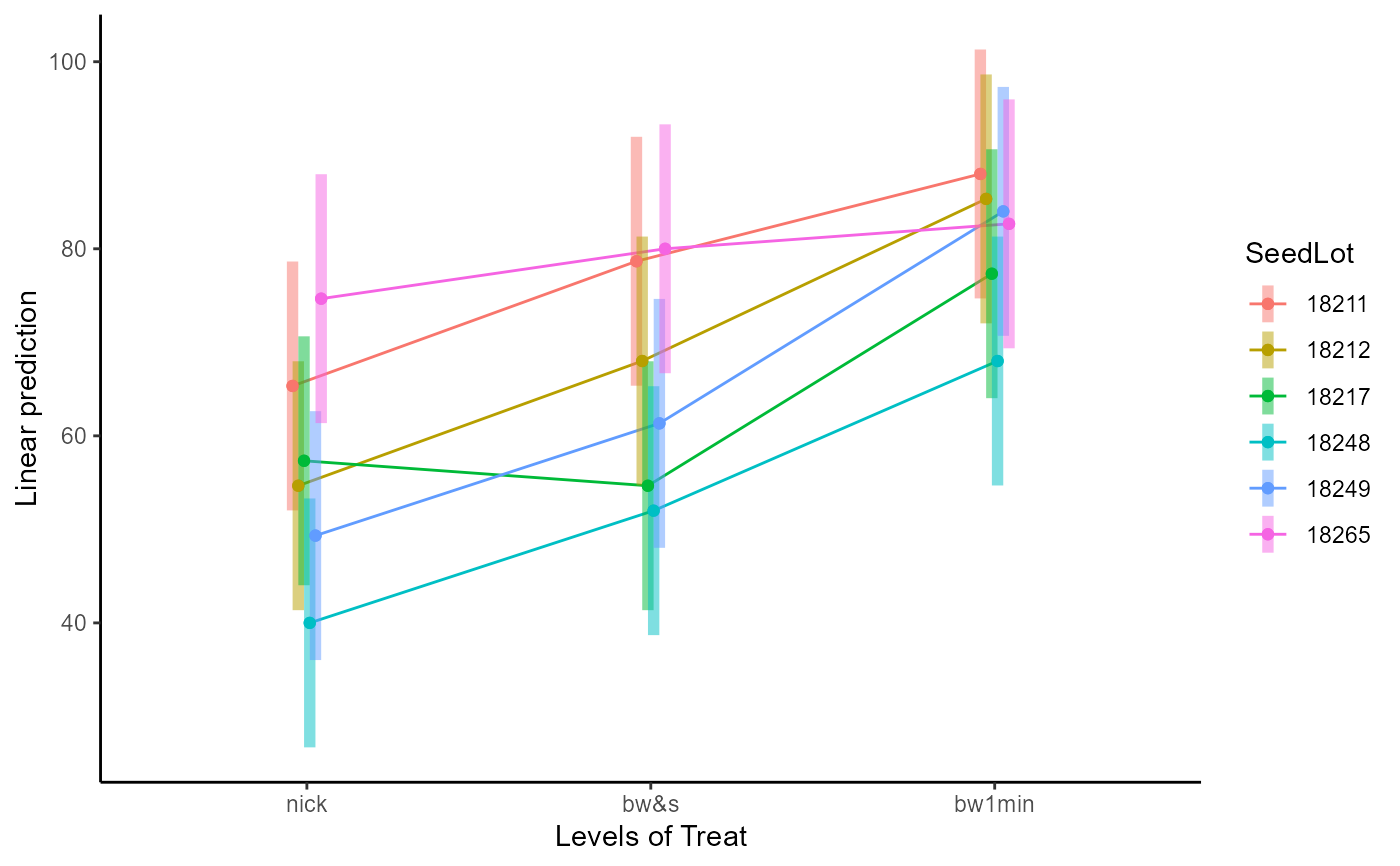 100
80
60
40
Linear prediction
nick
bw&s
bw1min
Levels of Treat
SeedLot
18211
18212
18217
18248
18249
18265